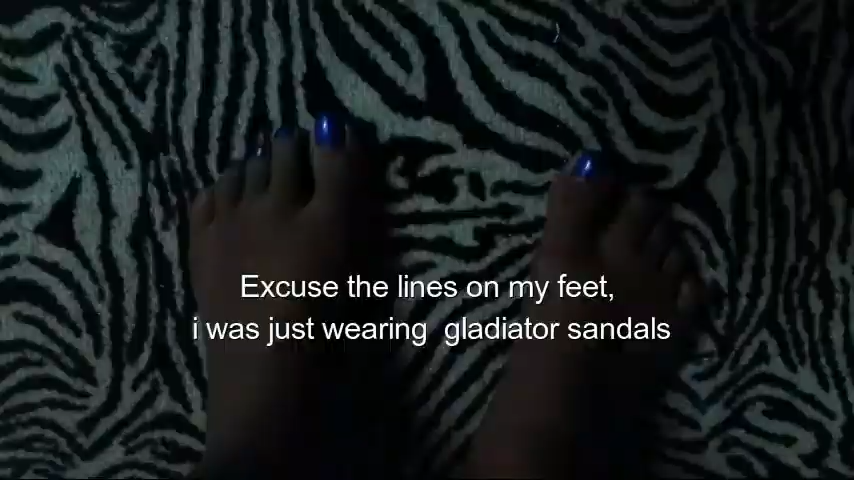 Excuse the lines on my feet,
i was just wearing  gladiator sandals